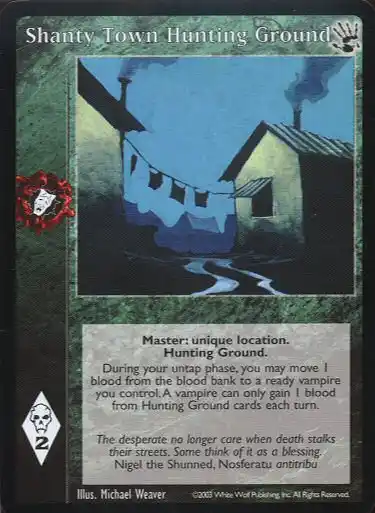 Shanty Town Hunting Ground
Master: unique location.
Hunting Ground.
During your untap phase, you may move 1
blood from the blood bank to a ready vampire
you control. A vampire can only gain 1 blood
from Hunting Ground cards each turn.
The desperate no longer care when death stalks
their streets. Some think of it as a blessing.
Nigel the Shunned, Nosferatu antitribu
2
Illus. Michael Weaver
©2003 White Wolf Publishing, Inc. All Rights Reserved.